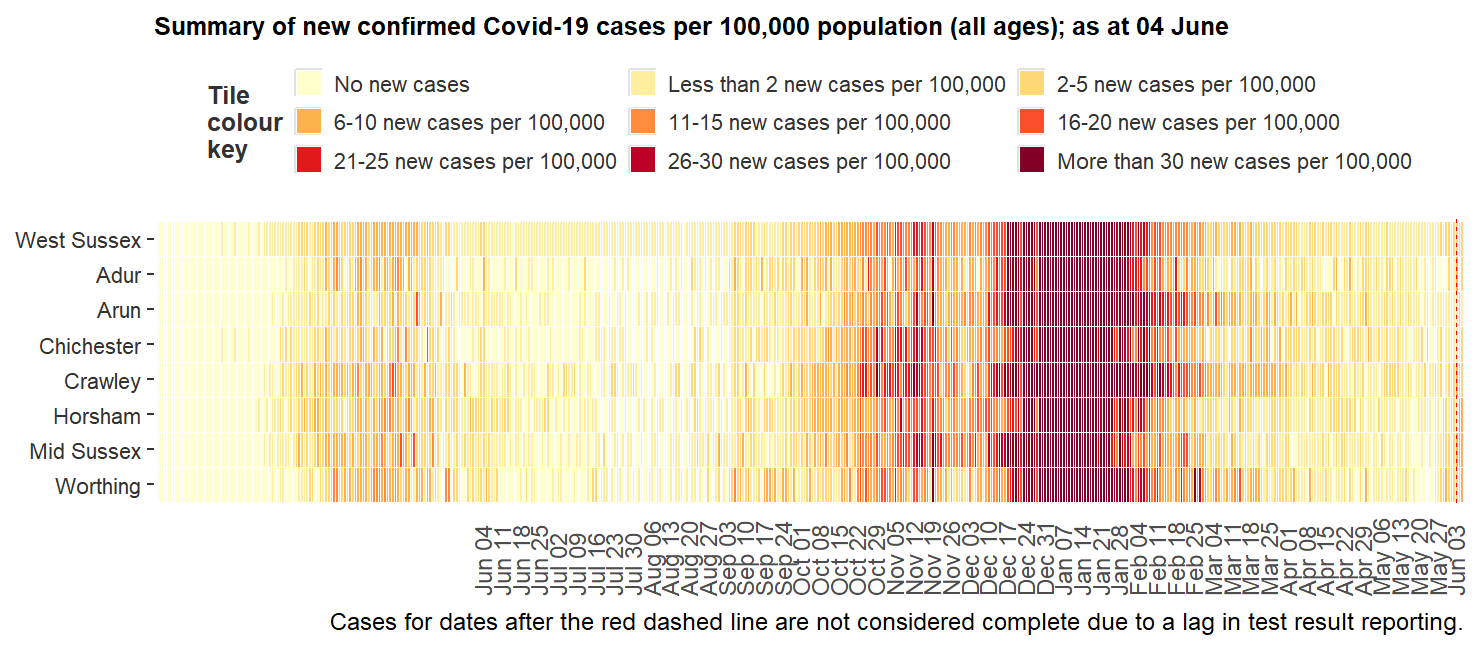 Summary of new confirmed Covid-19 cases per 100,000 population (all ages); as at 04 June
Tile
colour
key
No new cases
Less than 2 new cases per 100,000
2-5 new cases per 100,000
6-10 new cases per 100,000
11-15 new cases per 100,000
16-20 new cases per 100,000
21-25 new cases per 100,000
26-30 new cases per 100,000
More than 30 new cases per 100,000
West Sussex
Adur
Arun
Chichester
Crawley
Horsham
Mid Sussex
Worthing
Jun 04
Jun 11
Jun 18
Jun 25
Jul 02
Jul 09
Jul 16
Jul 23
Jul 30
Aug 06
Aug 13
Aug 20
Aug 27
Sep 03
Sep 10
Sep 17
Sep 24
Oct 01
Oct 08
Oct 15
Oct 22
Oct 29
Nov 05
Nov 12
Nov 19
Nov 26
Dec 03
Dec 10
Dec 17
Dec 24
Dec 31
Jan 07
Jan 14
Jan 21
Jan 28
Feb 04
Feb 11
Feb 18
Feb 25
Mar 04
Mar 11
Mar 18
Mar 25
Apr 01
Apr 08
Apr 15
Apr 22
Apr 29
May 06
May 13
May 20
May 27
Jun 03
Cases for dates after the red dashed line are not considered complete due to a lag in test result reporting.